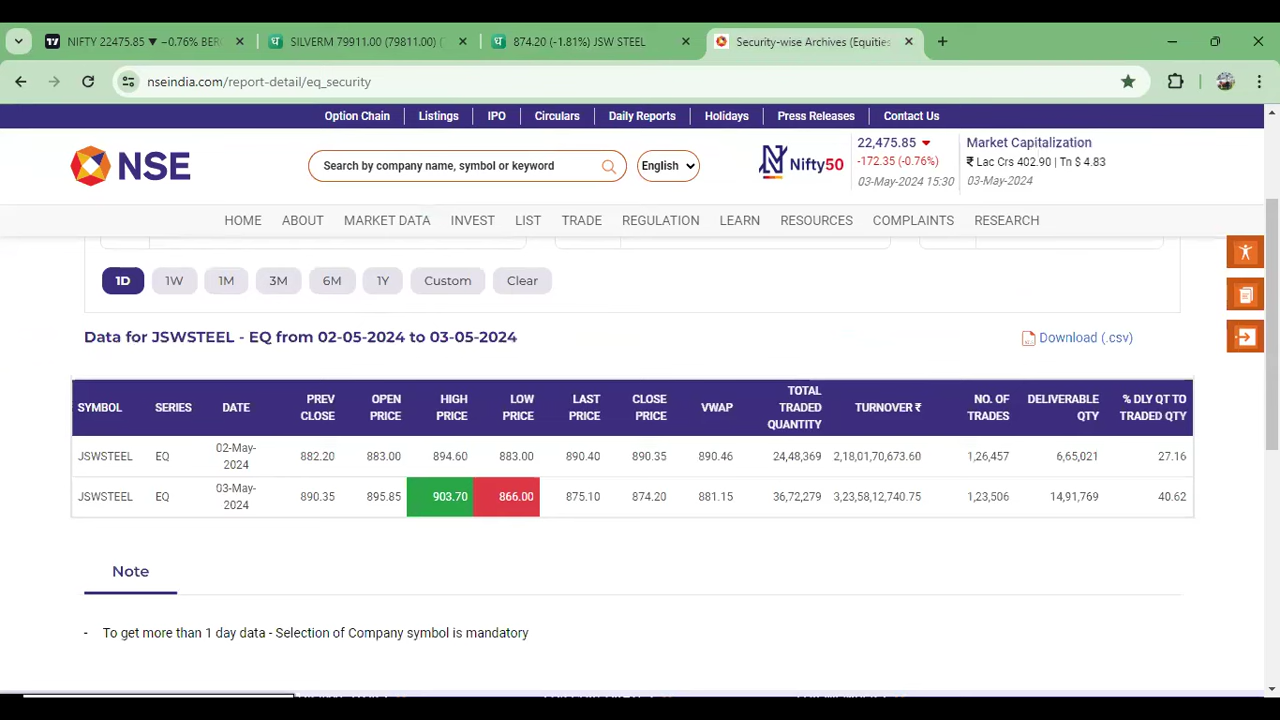 NIFTY 22475.85 ▼ −0.76% BER
SILVERM 79911.00 (79811.00) (
874.20 (-1.81%) JSW STEEL
Security-wise Archives (Equities
nseindia.com/report-detail/eq_security
Option Chain Listings IPO Circulars Daily Reports Holidays Press Releases Contact Us
NSE
Search by company name, symbol or keyword
English
Nifty50
22,475.85
-172.35 (-0.76%)
03-May-2024 15:30
Market Capitalization
₹ Lac Crs 402.90 | Tn $ 4.83
03-May-2024
HOME ABOUT MARKET DATA INVEST LIST TRADE REGULATION LEARN RESOURCES COMPLAINTS RESEARCH
1D 1W 1M 3M 6M 1Y Custom Clear
Data for JSWSTEEL - EQ from 02-05-2024 to 03-05-2024
Download (.csv)
SYMBOL SERIES DATE PREV CLOSE OPEN PRICE HIGH PRICE LOW PRICE LAST PRICE CLOSE PRICE VWAP TOTAL TRADED QUANTITY TURNOVER ₹ NO. OF TRADES DELIVERABLE QTY % DLY QT TO TRADED QTY
JSWSTEEL EQ 02-May-2024 882.20 883.00 894.60 883.00 890.40 890.35 890.46 24,48,369 2,18,01,70,673.60 1,26,457 6,65,021 27.16
JSWSTEEL EQ 03-May-2024 890.35 895.85 903.70 866.00 875.10 874.20 881.15 36,72,279 3,23,58,12,740.75 1,23,506 14,91,769 40.62
Note
- To get more than 1 day data - Selection of Company symbol is mandatory